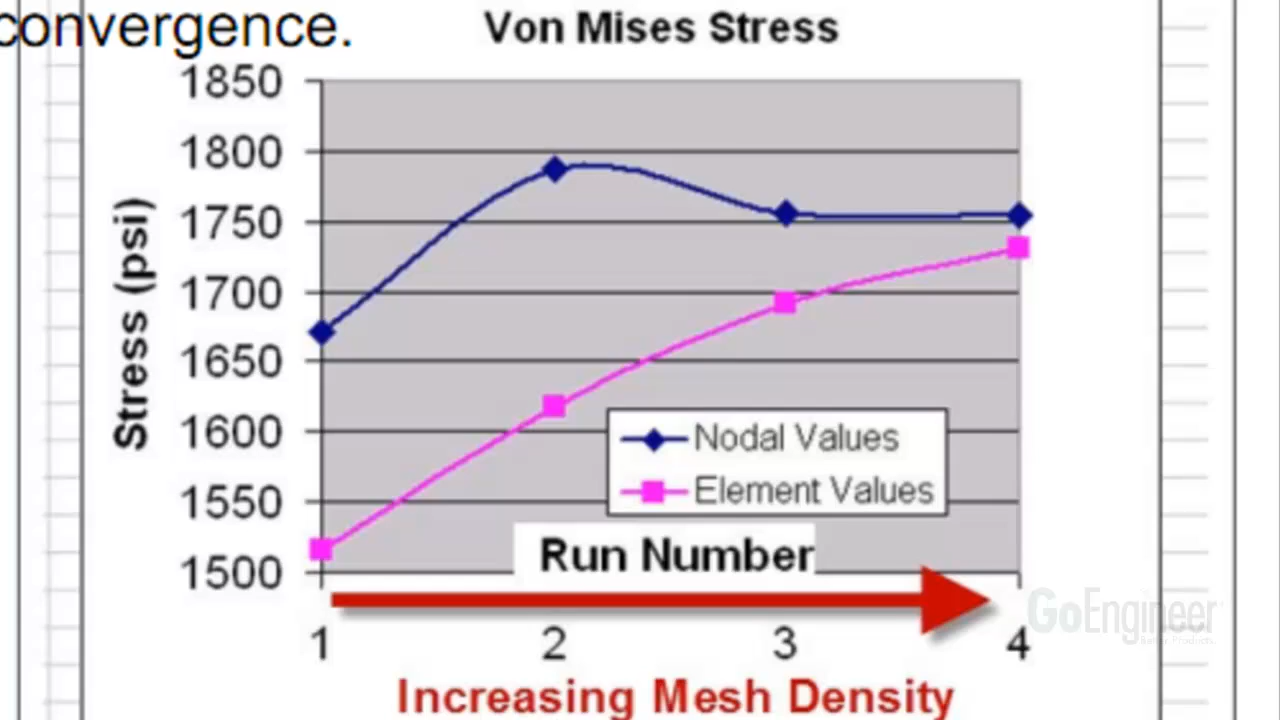 convergence.
Von Mises Stress
1850
1800
1750
1700
1650
1600
1550
1500
Stress (psi)
Nodal Values
Element Values
Run Number
1 2 3 4
Increasing Mesh Density
GoEngineer